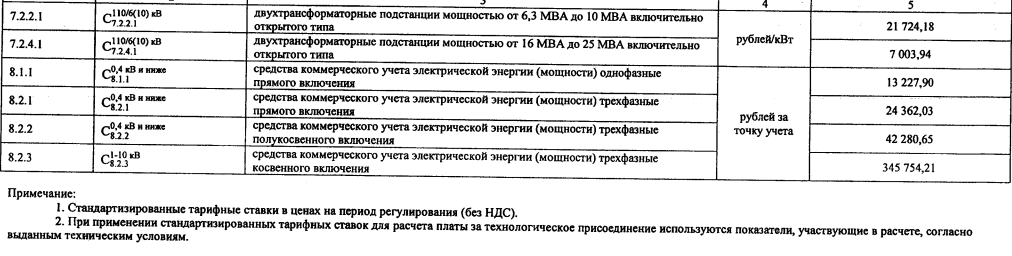 3 4 5
7.2.2.1 C 110/6(10) кВ 7.2.2.1 двухтрансформаторные подстанции мощностью от 6,3 МВА до 10 МВА включительно
открытого типа рублей/кВт 21 724,18
7.2.4.1 C 110/6(10) кВ 7.2.4.1 двухтрансформаторные подстанции мощностью от 16 МВА до 25 МВА включительно
открытого типа 7 003,94
8.1.1 C 0,4 кВ и ниже 8.1.1 средства коммерческого учета электрической энергии (мощности) однофазные
прямого включения рублей за
точку учета 13 227,90
8.2.1 C 0,4 кВ и ниже 8.2.1 средства коммерческого учета электрической энергии (мощности) трехфазные
прямого включения 24 362,03
8.2.2 C 0,4 кВ и ниже 8.2.2 средства коммерческого учета электрической энергии (мощности) трехфазные
полукосвенного включения 42 280,65
8.2.3 C 1-10 кВ 8.2.3 средства коммерческого учета электрической энергии (мощности) трехфазные
косвенного включения 345 754,21
Примечание:
1. Стандартизированные тарифные ставки в ценах на период регулирования (без НДС).
2. При применении стандартизированных тарифных ставок для расчета платы за технологическое присоединение используются показатели, участвующие в расчете, согласно
выданным техническим условиям.